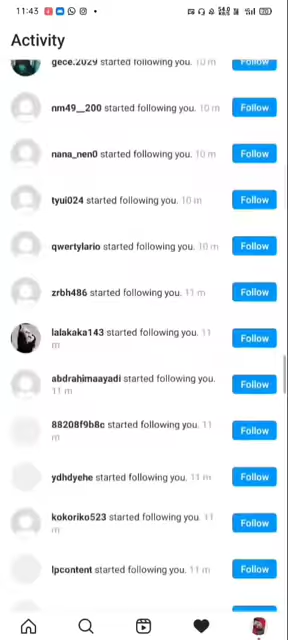 11:43
Activity
gece.2029 started following you. 10 m
Follow
nm49__200 started following you. 10 m
Follow
nana_nen0 started following you. 10 m
Follow
tyui024 started following you. 10 m
Follow
qwertylario started following you. 10 m
Follow
zrbh486 started following you. 11 m
Follow
lalakaka143 started following you. 11
m
Follow
abdrahimaayadi started following you.
11 m
Follow
88208f9b8c started following you. 11
m
Follow
ydhdyehe started following you. 11 m
Follow
kokoriko523 started following you. 11
m
Follow
lpcontent started following you. 11 m
Follow